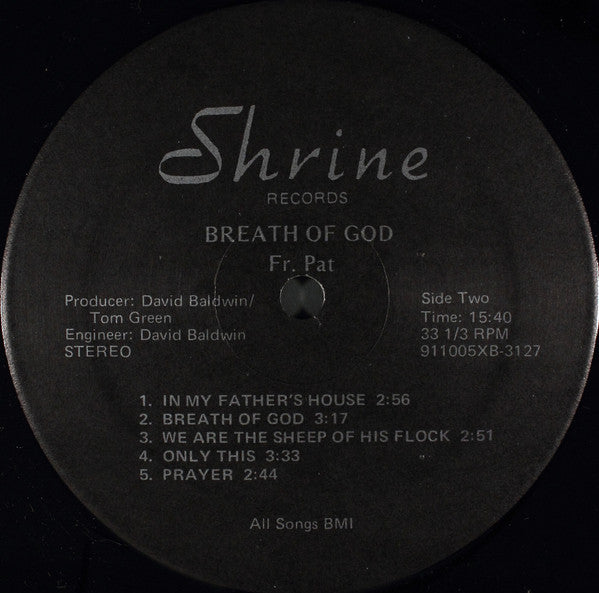 Shrine
RECORDS
BREATH OF GOD
Fr. Pat
Producer: David Baldwin/
Tom Green
Engineer: David Baldwin
STEREO
Side Two
Time: 15:40
33 1/3 RPM
911005XB-3127
1. IN MY FATHER'S HOUSE 2:56
2. BREATH OF GOD 3:17
3. WE ARE THE SHEEP OF HIS FLOCK 2:51
4. ONLY THIS 3:33
5. PRAYER 2:44
All Songs BMI